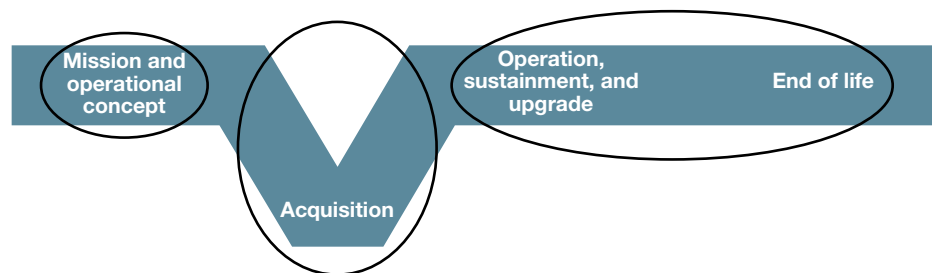 Mission and
operational
concept
Operation,
sustainment, and
upgrade
End of life
Acquisition